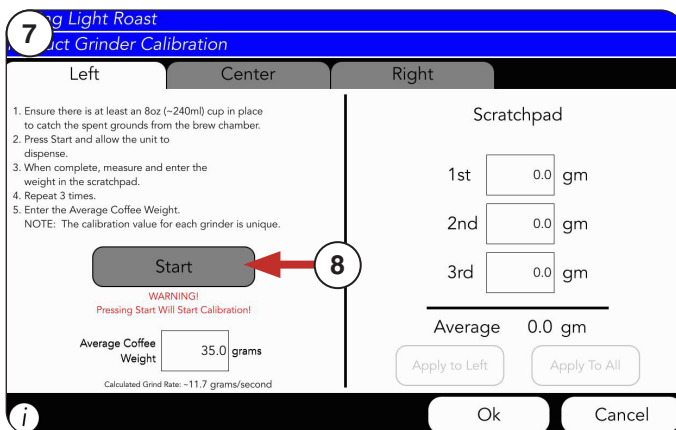 7
g Light Roast
uct Grinder Calibration
Left
Center
Right
1. Ensure there is at least an 8oz (~240ml) cup in place
to catch the spent grounds from the brew chamber.
2. Press Start and allow the unit to
dispense.
3. When complete, measure and enter the
weight in the scratchpad.
4. Repeat 3 times.
5. Enter the Average Coffee Weight.
NOTE: The calibration value for each grinder is unique.
Start
8
WARNING!
Pressing Start Will Start Calibration!
Average Coffee
Weight
35.0 grams
Calculated Grind Rate: ~11.7 grams/second
Scratchpad
1st 0.0 gm
2nd 0.0 gm
3rd 0.0 gm
Average 0.0 gm
Apply to Left
Apply To All
i
Ok
Cancel